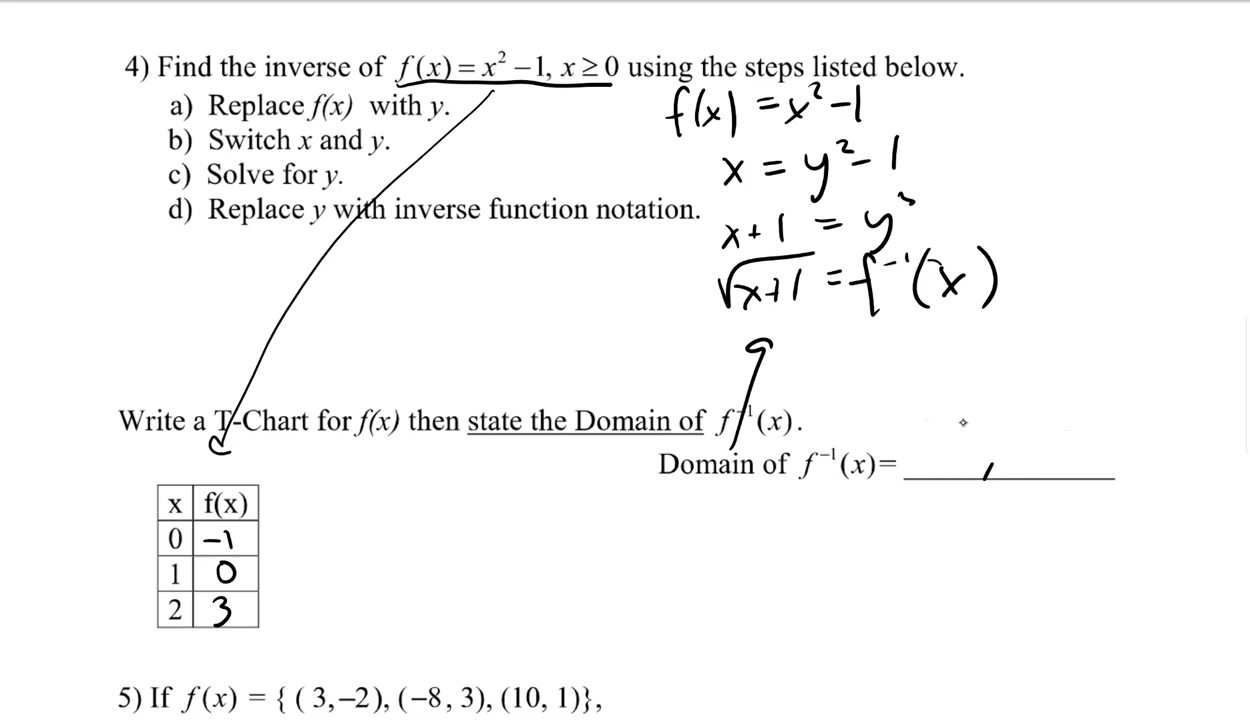 4) Find the inverse of f(x) = x² − 1, x ≥ 0 using the steps listed below.
a) Replace f(x) with y.
b) Switch x and y.
c) Solve for y.
d) Replace y with inverse function notation.
f(x) = x² − 1
x = y² − 1
x + 1 = y²
√x+1 = f⁻¹(x)
Write a T-Chart for f(x) then state the Domain of f⁻¹(x).
Domain of f⁻¹(x)=
x f(x)
0 −1
1 0
2 3
5) If f(x) = { ( 3,−2), (−8, 3), (10, 1)},